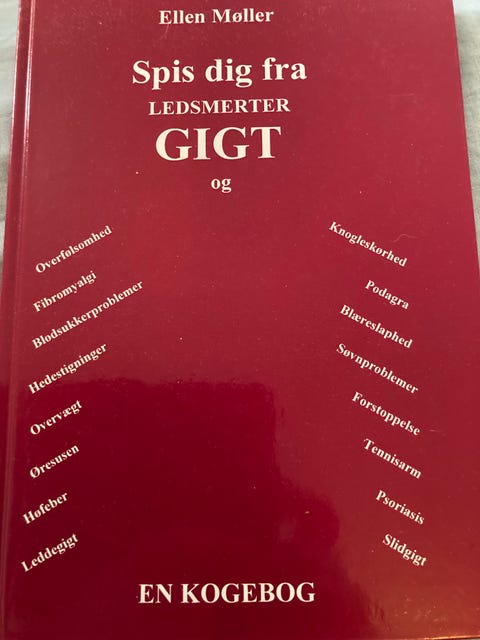 Ellen Møller
Spis dig fra
LEDSMERTER
GIGT
og
Overfølsomhed
Fibromyalgi
Blodsukkerproblemer
Hedestigninger
Overvægt
Øresusen
Høfeber
Leddegigt
Knogleskørhed
Podagra
Blæreslaphed
Søvnproblemer
Forstoppelse
Tennisarm
Psoriasis
Slidgigt
EN KOGEBOG